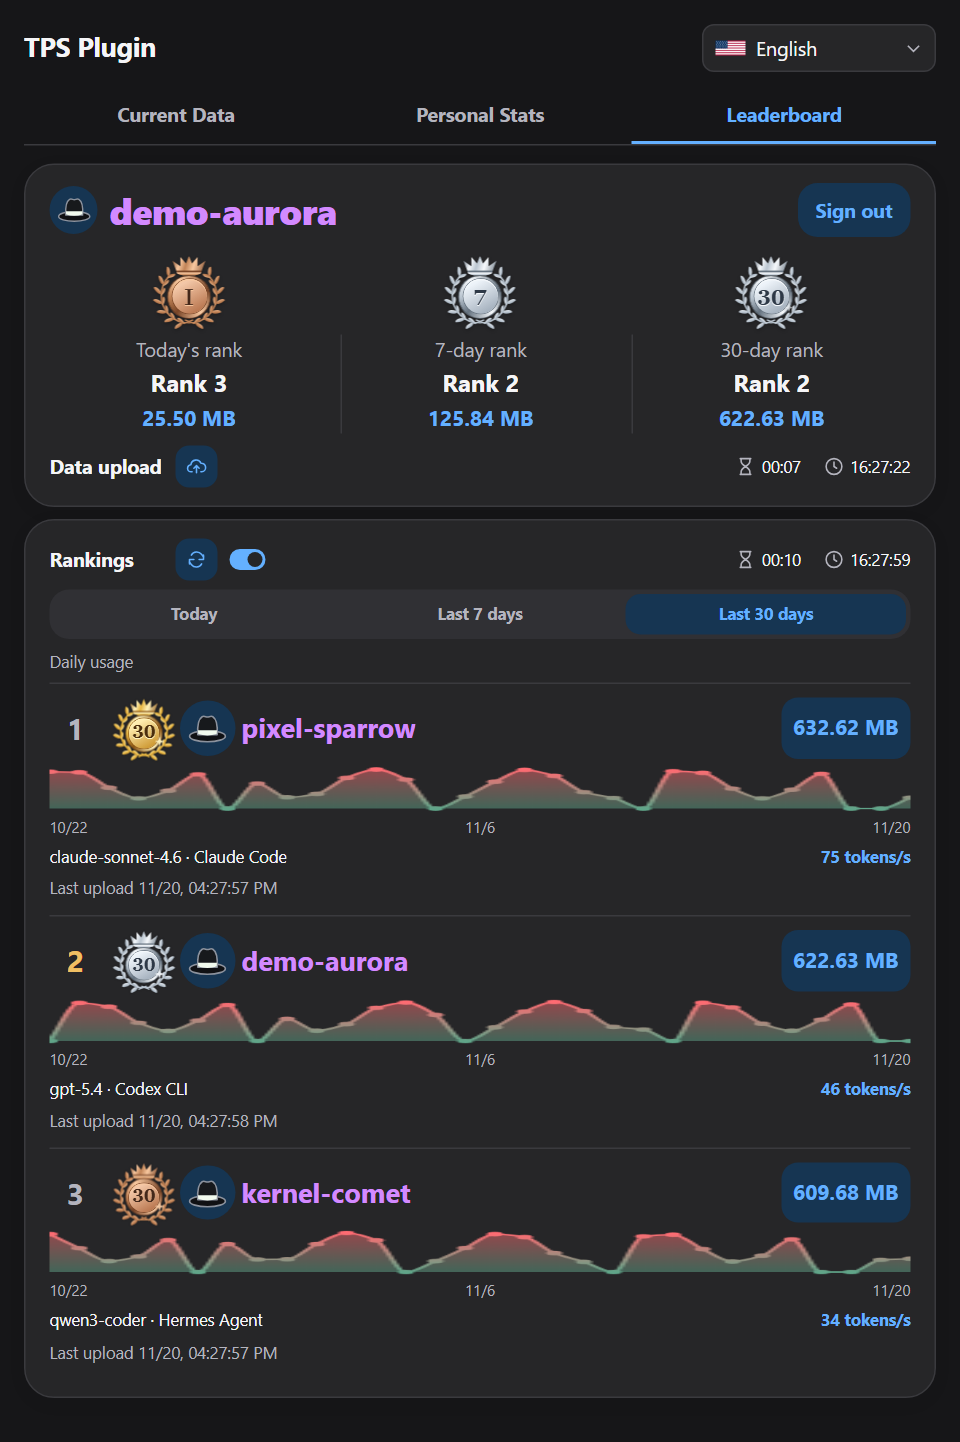 TPS Plugin
English
Current Data Personal Stats Leaderboard
demo-aurora Sign out
I 7 30
Today's rank 7-day rank 30-day rank
Rank 3 Rank 2 Rank 2
25.50 MB 125.84 MB 622.63 MB
Data upload 00:07 16:27:22
Rankings 00:10 16:27:59
Today Last 7 days Last 30 days
Daily usage
1 30 pixel-sparrow 632.62 MB
10/22 11/6 11/20
claude-sonnet-4.6 · Claude Code 75 tokens/s
Last upload 11/20, 04:27:57 PM
2 30 demo-aurora 622.63 MB
10/22 11/6 11/20
gpt-5.4 · Codex CLI 46 tokens/s
Last upload 11/20, 04:27:58 PM
3 30 kernel-comet 609.68 MB
10/22 11/6 11/20
qwen3-coder · Hermes Agent 34 tokens/s
Last upload 11/20, 04:27:57 PM